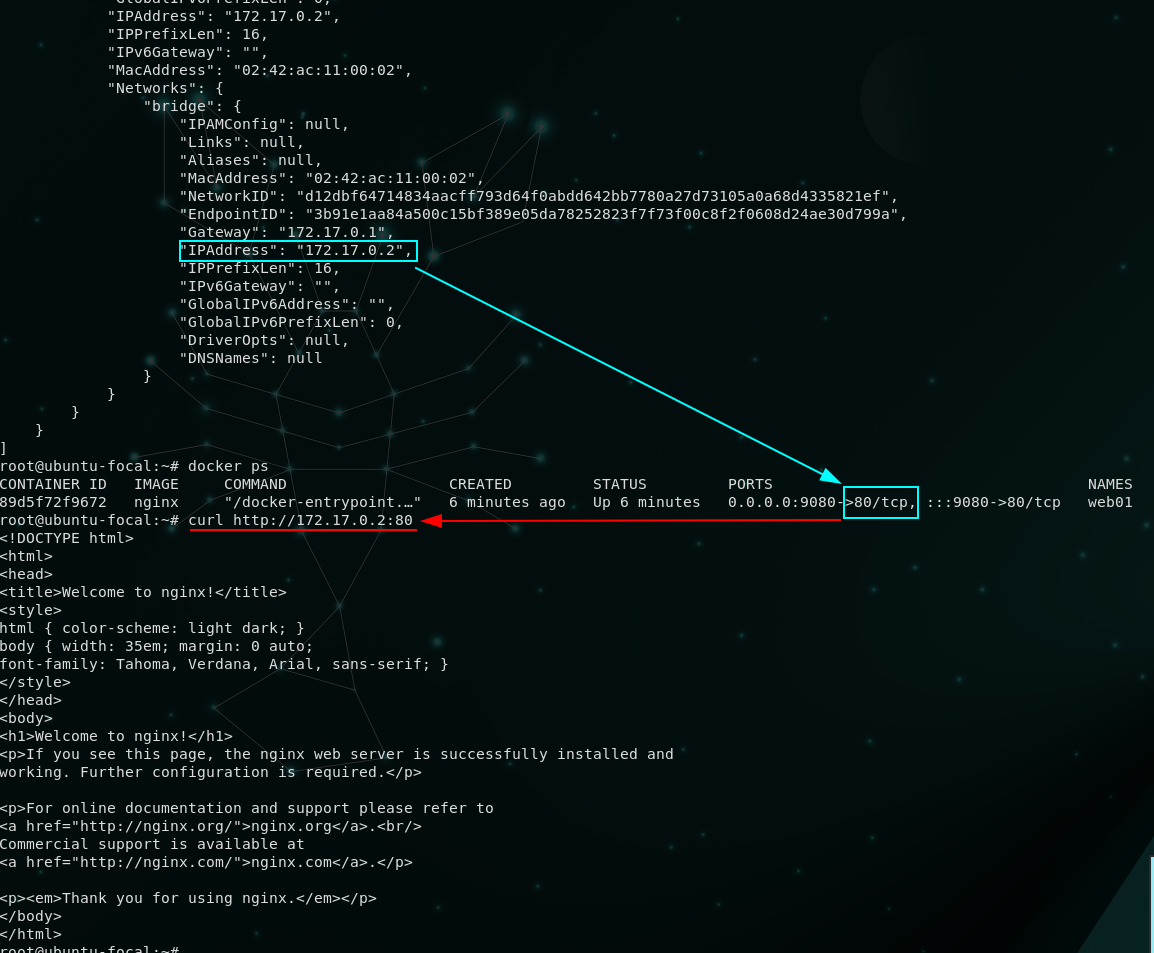 "GlobalIPv6PrefixLen": 0,
"IPAddress": "172.17.0.2",
"IPPrefixLen": 16,
"IPv6Gateway": "",
"MacAddress": "02:42:ac:11:00:02",
"Networks": {
"bridge": {
"IPAMConfig": null,
"Links": null,
"Aliases": null,
"MacAddress": "02:42:ac:11:00:02",
"NetworkID": "d12dbf64714834aacff793d64f0abdd642bb7780a27d73105a0a68d4335821ef",
"EndpointID": "3b91e1aa84a500c15bf389e05da78252823f7f73f00c8f2f0608d24ae30d799a",
"Gateway": "172.17.0.1",
"IPAddress": "172.17.0.2",
"IPPrefixLen": 16,
"IPv6Gateway": "",
"GlobalIPv6Address": "",
"GlobalIPv6PrefixLen": 0,
"DriverOpts": null,
"DNSNames": null
}
}
}
}
]
root@ubuntu-focal:~# docker ps
CONTAINER ID   IMAGE     COMMAND                  CREATED         STATUS         PORTS                                   NAMES
89d5f72f9672   nginx     "/docker-entrypoint.…"   6 minutes ago   Up 6 minutes   0.0.0.0:9080->80/tcp, :::9080->80/tcp   web01
root@ubuntu-focal:~# curl http://172.17.0.2:80
<!DOCTYPE html>
<html>
<head>
<title>Welcome to nginx!</title>
<style>
html { color-scheme: light dark; }
body { width: 35em; margin: 0 auto;
font-family: Tahoma, Verdana, Arial, sans-serif; }
</style>
</head>
<body>
<h1>Welcome to nginx!</h1>
<p>If you see this page, the nginx web server is successfully installed and
working. Further configuration is required.</p>
<p>For online documentation and support please refer to
<a href="http://nginx.org/">nginx.org</a>.<br/>
Commercial support is available at
<a href="http://nginx.com/">nginx.com</a>.</p>
<p><em>Thank you for using nginx.</em></p>
</body>
</html>
root@ubuntu-focal:~#